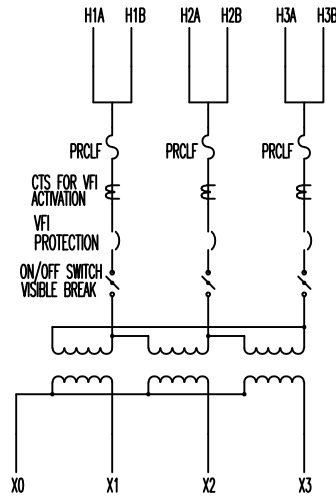 H1A H1B H2A H2B H3A H3B
PRCLF PRCLF PRCLF
CTS FOR VFI
ACTIVATION
VFI
PROTECTION
ON/OFF SWITCH
VISIBLE BREAK
X0 X1 X2 X3